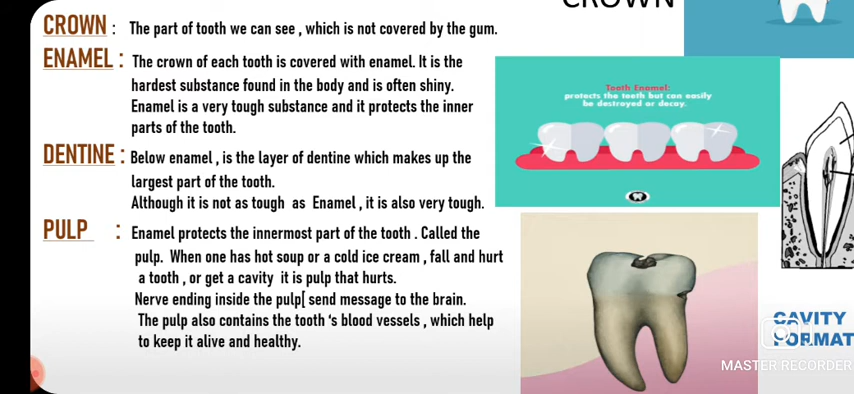 CROWN
CROWN : The part of tooth we can see , which is not covered by the gum.
ENAMEL : The crown of each tooth is covered with enamel. It is the
hardest substance found in the body and is often shiny.
Enamel is a very tough substance and it protects the inner
parts of the tooth.
DENTINE : Below enamel , is the layer of dentine which makes up the
largest part of the tooth.
Although it is not as tough as Enamel , it is also very tough.
PULP : Enamel protects the innermost part of the tooth . Called the
pulp. When one has hot soup or a cold ice cream , fall and hurt
a tooth , or get a cavity it is pulp that hurts.
Nerve ending inside the pulp[ send message to the brain.
The pulp also contains the tooth 's blood vessels , which help
to keep it alive and healthy.
Tooth Enamel:
protects the teeth but can easily
be destroyed or decay.
CAVITY
FORMAT
MASTER RECORDER